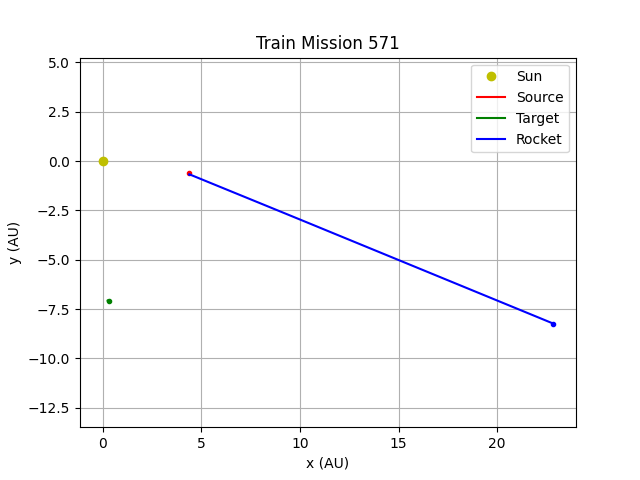 Train Mission 571
5.0
2.5
0.0
−2.5
−5.0
−7.5
−10.0
−12.5
y (AU)
0
5
10
15
20
x (AU)
Sun
Source
Target
Rocket